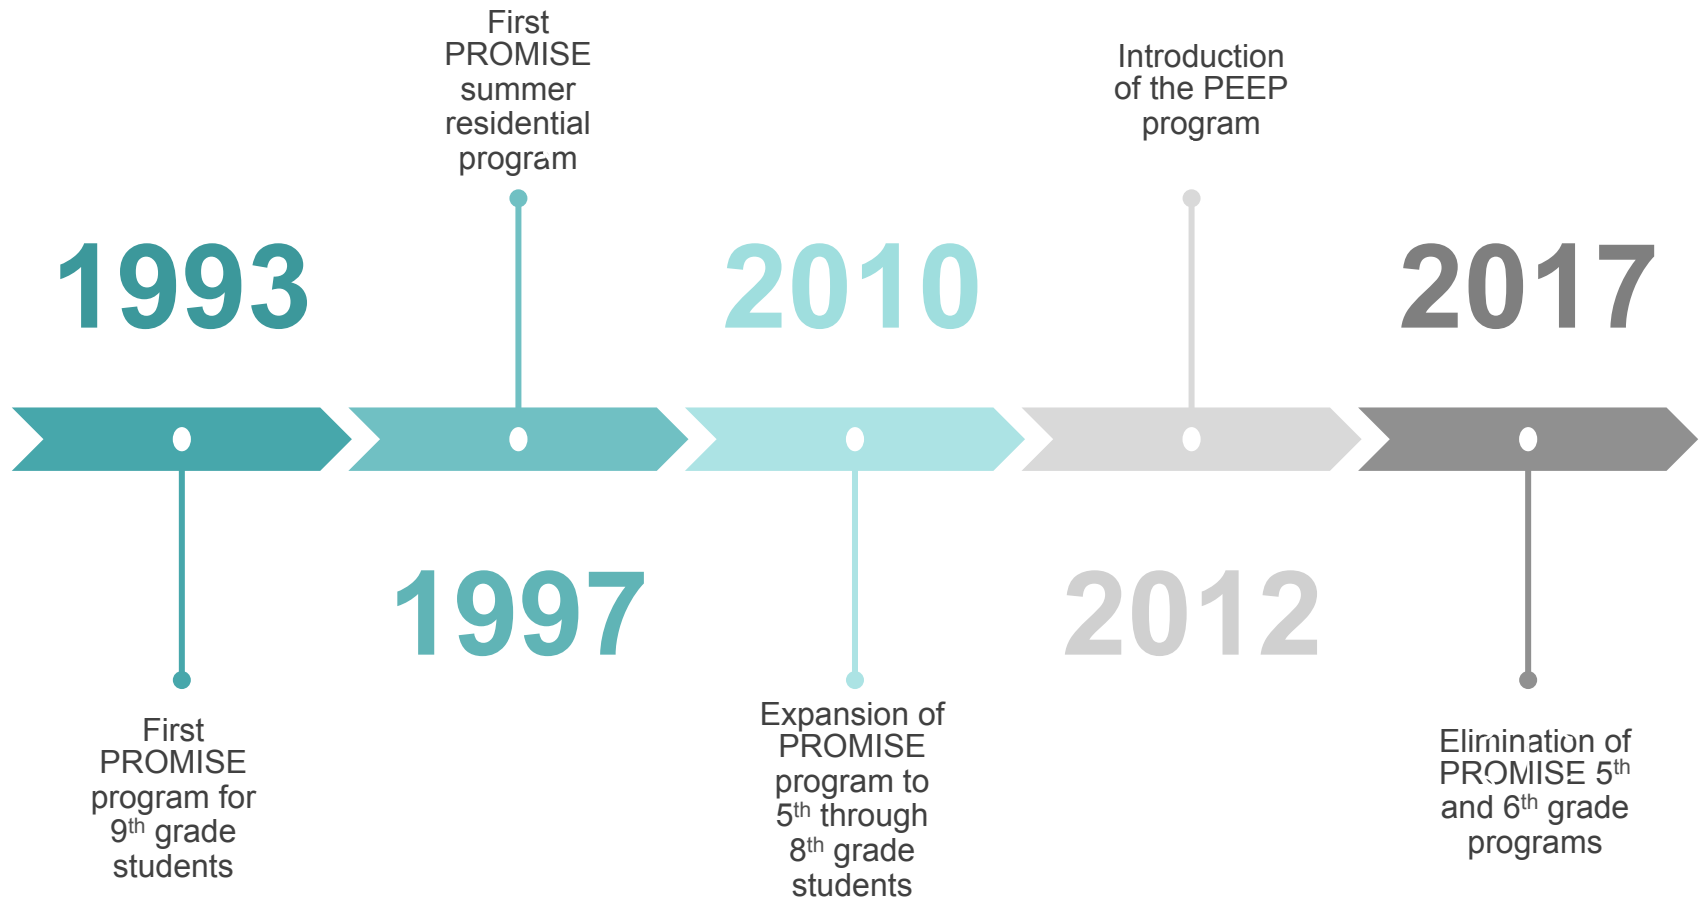 1993
First
PROMISE
program for
9th grade
students
First
PROMISE
summer
residential
program
1997
2010
Expansion of
PROMISE
program to
5th through
8th grade
students
Introduction
of the PEEP
program
2012
2017
Elimination of
PROMISE 5th
and 6th grade
programs